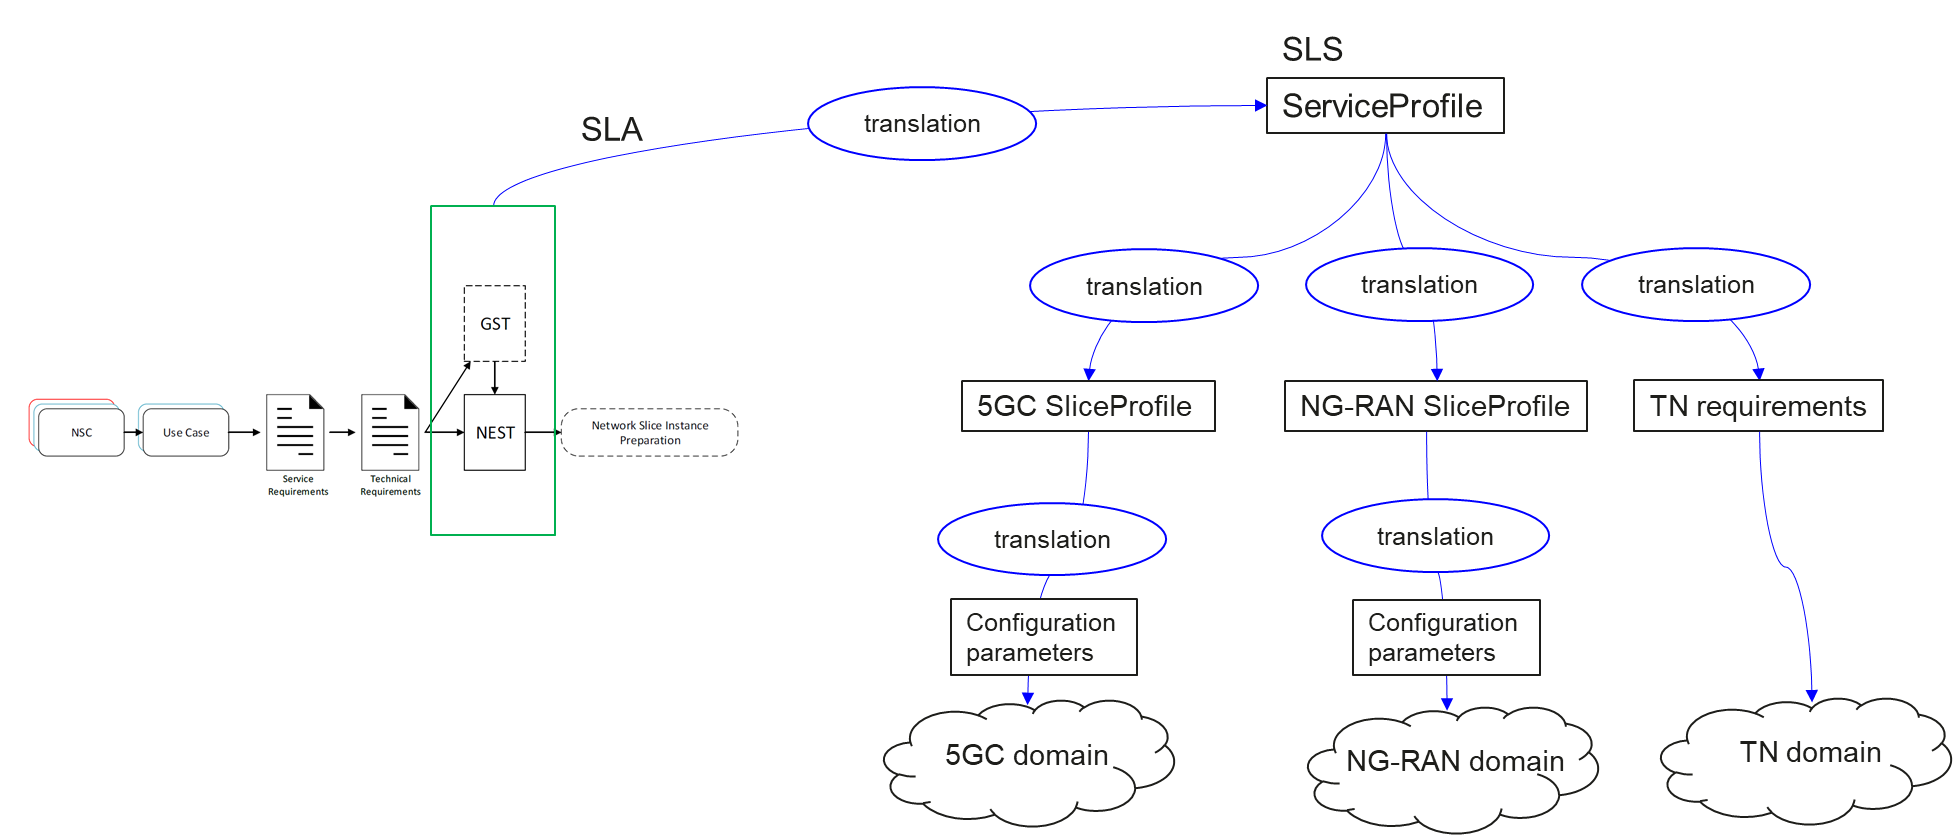 SLS
ServiceProfile
SLA
translation
translation
translation
translation
GST
5GC SliceProfile
NG-RAN SliceProfile
TN requirements
NSC
Use Case
NEST
Network Slice Instance
Preparation
Service
Requirements
Technical
Requirements
translation
translation
Configuration
parameters
Configuration
parameters
5GC domain
NG-RAN domain
TN domain